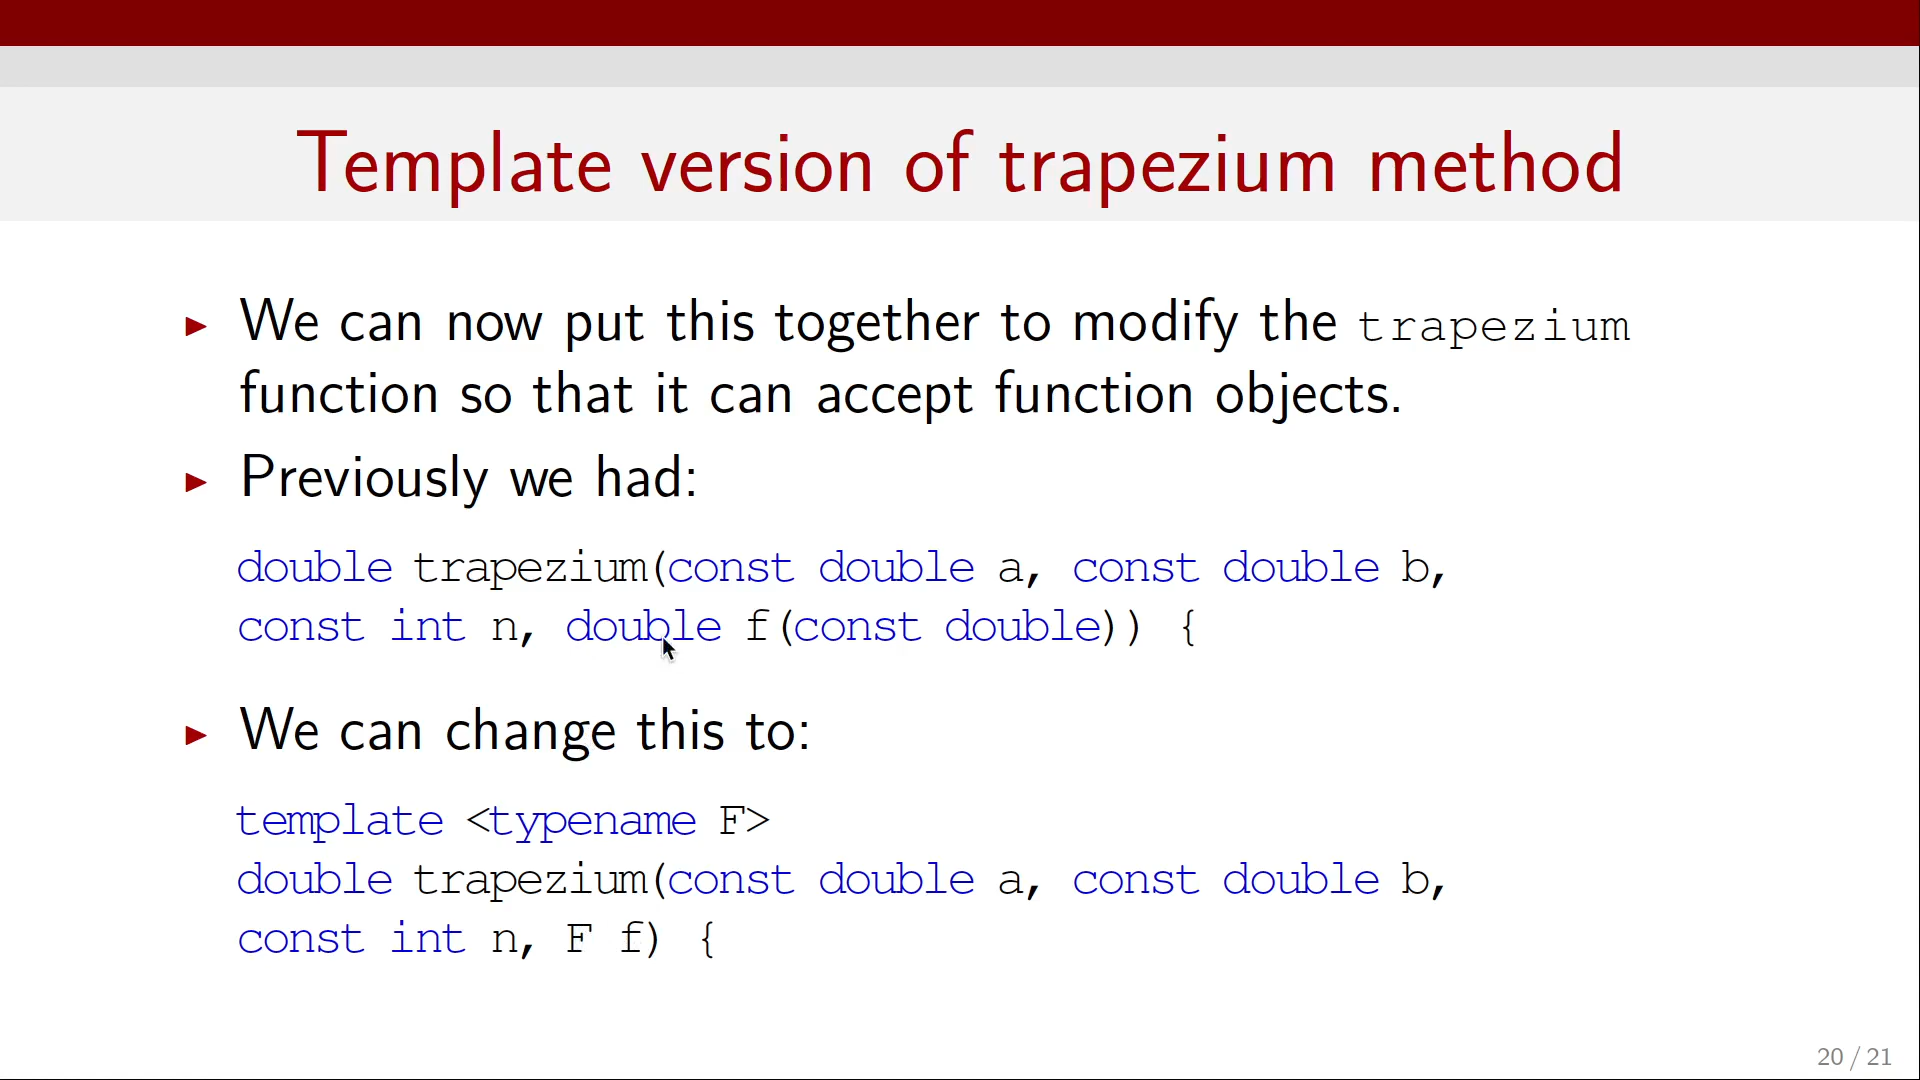 Template version of trapezium method
We can now put this together to modify the trapezium
function so that it can accept function objects.
Previously we had:
double trapezium(const double a, const double b,
const int n, double f(const double)) {
We can change this to:
template <typename F>
double trapezium(const double a, const double b,
const int n, F f) {
20 / 21